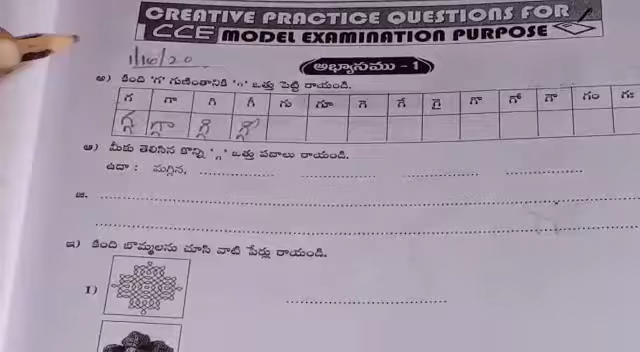 CREATIVE PRACTICE QUESTIONS FOR
CCE MODEL EXAMINATION PURPOSE
1/10/20
అభ్యాసము - 1
అ) కింది 'గ' గుణింతానికి '్గ' ఒత్తు పెట్టి రాయండి.
గ గా గి గీ గు గూ గె గే గై గొ గో గౌ గం గః
గ్గ గ్గా గ్గి గ్గీ
ఆ) మీకు తెలిసిన కొన్ని '్గ' ఒత్తు పదాలు రాయండి.
ఉదా : మగ్గిన, .................. .................. .................. ..................
జ. ..................
ఇ) కింది బొమ్మలను చూసి వాటి పేర్లు రాయండి.
1) ..................